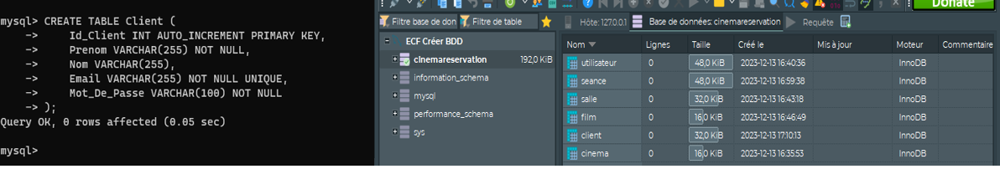 mysql> CREATE TABLE Client (
    ->     Id_Client INT AUTO_INCREMENT PRIMARY KEY,
    ->     Prenom VARCHAR(255) NOT NULL,
    ->     Nom VARCHAR(255),
    ->     Email VARCHAR(255) NOT NULL UNIQUE,
    ->     Mot_De_Passe VARCHAR(100) NOT NULL
    -> );
Query OK, 0 rows affected (0.05 sec)
mysql>
Donate
Filtre base de don Filtre de table
ECF Créer BDD
cinemareservation 192,0 KiB
information_schema
mysql
performance_schema
sys
Hôte: 127.0.0.1 Base de données: cinemareservation Requête
Nom Lignes Taille Créé le Mis à jour Moteur Commentaire
utilisateur 0 48,0 KiB 2023-12-13 16:40:36 InnoDB
seance 0 48,0 KiB 2023-12-13 16:59:38 InnoDB
salle 0 32,0 KiB 2023-12-13 16:43:18 InnoDB
film 0 16,0 KiB 2023-12-13 16:46:49 InnoDB
client 0 32,0 KiB 2023-12-13 17:10:13 InnoDB
cinema 0 16,0 KiB 2023-12-13 16:35:53 InnoDB